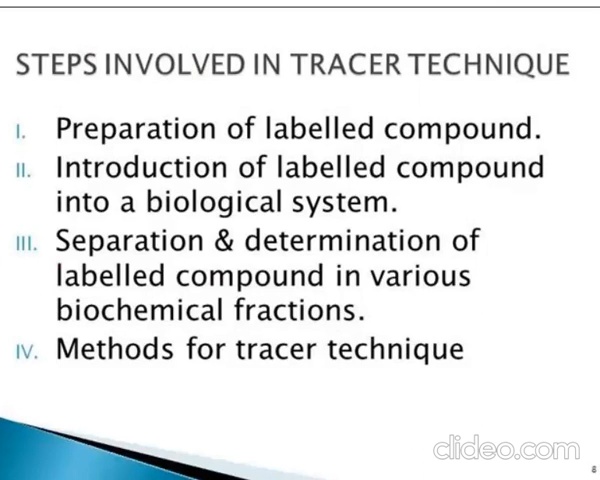 STEPS INVOLVED IN TRACER TECHNIQUE
I. Preparation of labelled compound.
II. Introduction of labelled compound
into a biological system.
III. Separation & determination of
labelled compound in various
biochemical fractions.
IV. Methods for tracer technique
clideo.com
8